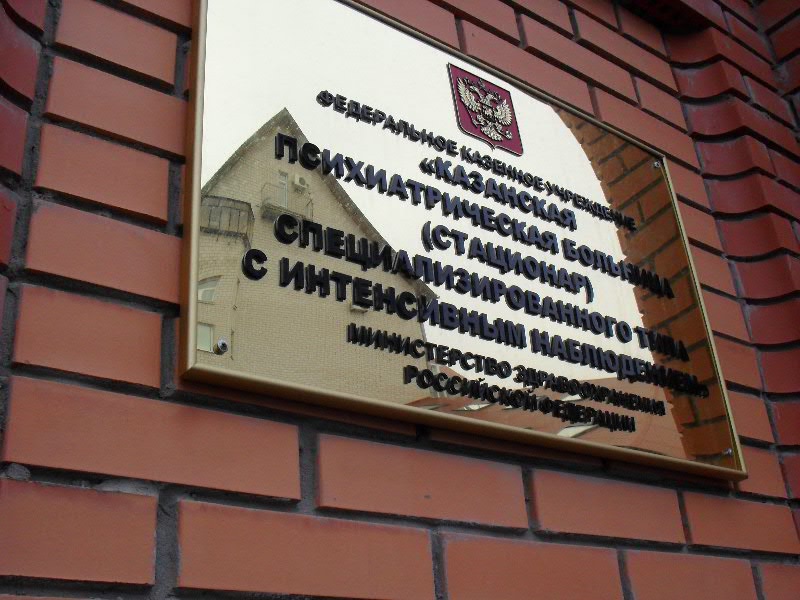 ФЕДЕРАЛЬНОЕ КАЗЕННОЕ УЧРЕЖДЕНИЕ
«КАЗАНСКАЯ
ПСИХИАТРИЧЕСКАЯ БОЛЬНИЦА
(СТАЦИОНАР)
СПЕЦИАЛИЗИРОВАННОГО ТИПА
С ИНТЕНСИВНЫМ НАБЛЮДЕНИЕМ»
МИНИСТЕРСТВО ЗДРАВООХРАНЕНИЯ
РОССИЙСКОЙ ФЕДЕРАЦИИ